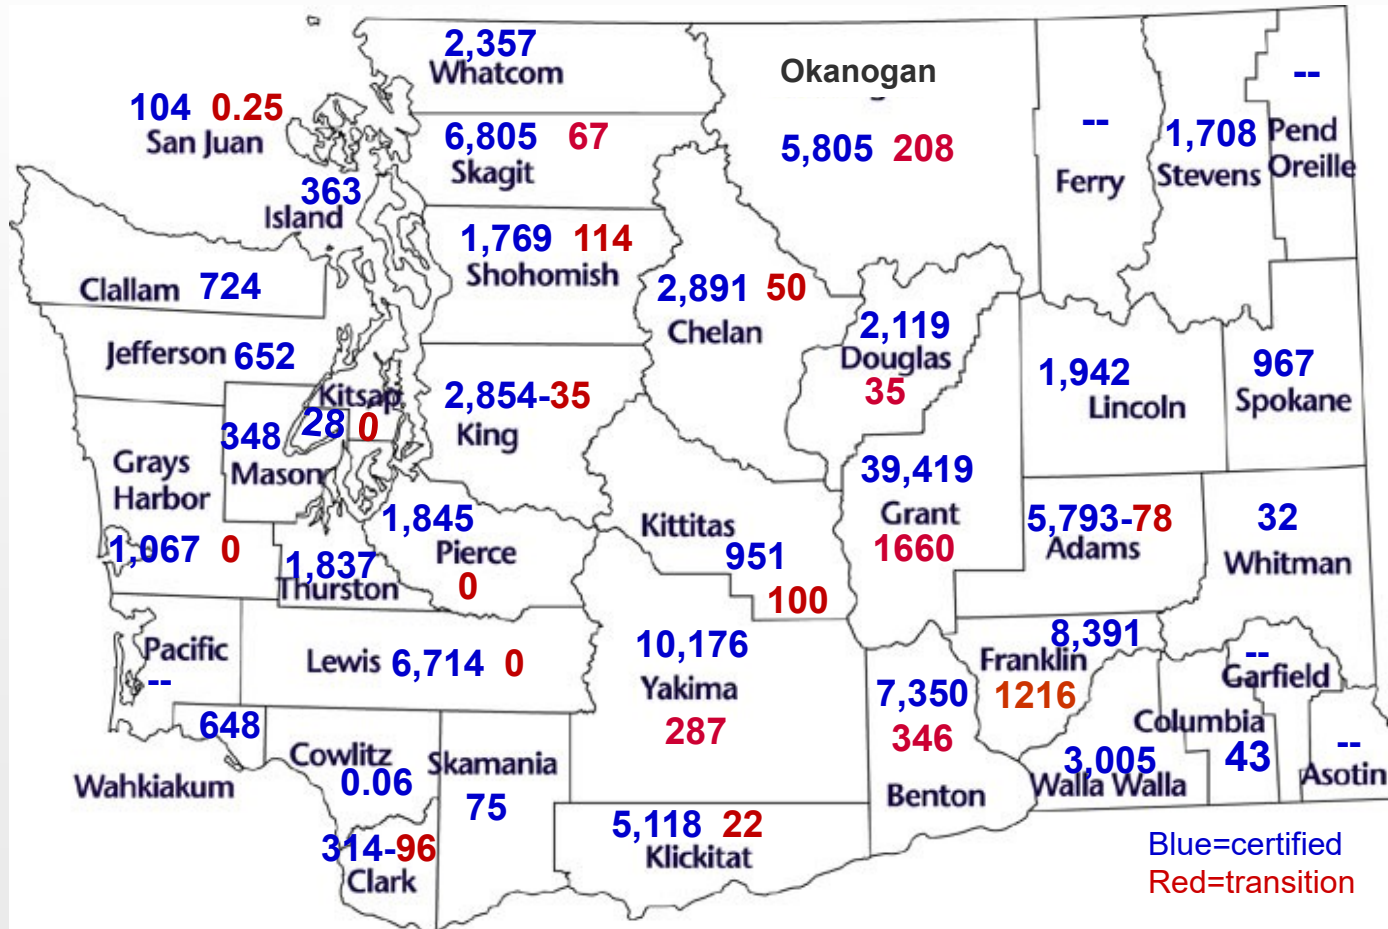 2,357
Whatcom
Okanogan
5,805 208
--
Ferry
1,708
Stevens
--
Pend
Oreille
104 0.25
San Juan
6,805 67
Skagit
363
Island
1,769 114
Shohomish
Clallam 724
2,891 50
Chelan
2,119
Douglas
35
Jefferson 652
Kitsap
28 0
2,854-35
King
1,942
Lincoln
967
Spokane
348
Mason
Grays
Harbor
1,067 0
39,419
Grant
1660
1,845
Pierce
0
Kittitas
951
100
5,793-78
Adams
32
Whitman
1,837
Thurston
Pacific
--
Lewis 6,714 0
10,176
Yakima
287
8,391
Franklin
1216
--
Garfield
7,350
346
Benton
648
Wahkiakum
Cowlitz
0.06
Skamania
75
Columbia
43
3,005
Walla Walla
--
Asotin
5,118 22
Klickitat
314-96
Clark
Blue=certified
Red=transition